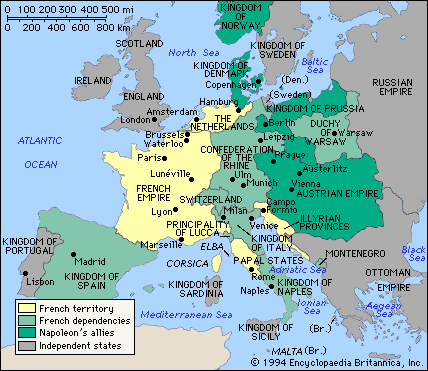 0 100 200 300 400 500 mi
0 200 400 600 800 km
KINGDOM
OF
NORWAY
SCOTLAND
North Sea
KINGDOM
OF
SWEDEN
Baltic
Sea
KINGDOM OF
DENMARK
Copenhagen
(Den.)
(Sweden)
RUSSIAN
EMPIRE
IRELAND
ENGLAND
London
Amsterdam
Hamburg
THE
NETHERLANDS
KINGDOM OF PRUSSIA
Berlin
DUCHY
OF
WARSAW
Warsaw
Brussels
Waterloo
Leipzig
ATLANTIC
OCEAN
Paris
CONFEDERATION
OF THE
RHINE
Prague
Austerlitz
Lunéville
Ulm
Munich
Vienna
AUSTRIAN EMPIRE
FRENCH
EMPIRE
SWITZERLAND
Campo
Formio
Lyon
Milan
Venice
ILLYRIAN
PROVINCES
PRINCIPALITY
OF LUCCA
Marseille
ELBA
KINGDOM
OF
ITALY
MONTENEGRO
Black
Sea
KINGDOM OF
PORTUGAL
Madrid
CORSICA
PAPAL STATES
Adriatic Sea
Rome
OTTOMAN
EMPIRE
Lisbon
KINGDOM OF
SPAIN
KINGDOM
OF
SARDINIA
Naples
KINGDOM
OF
NAPLES
Aegean
Sea
Ionian
Sea
Mediterranean Sea
KINGDOM
OF
SICILY
(Br.)
MALTA (Br.)
French territory
French dependencies
Napoleon's allies
Independent states
© 1994 Encyclopaedia Britannica, Inc.